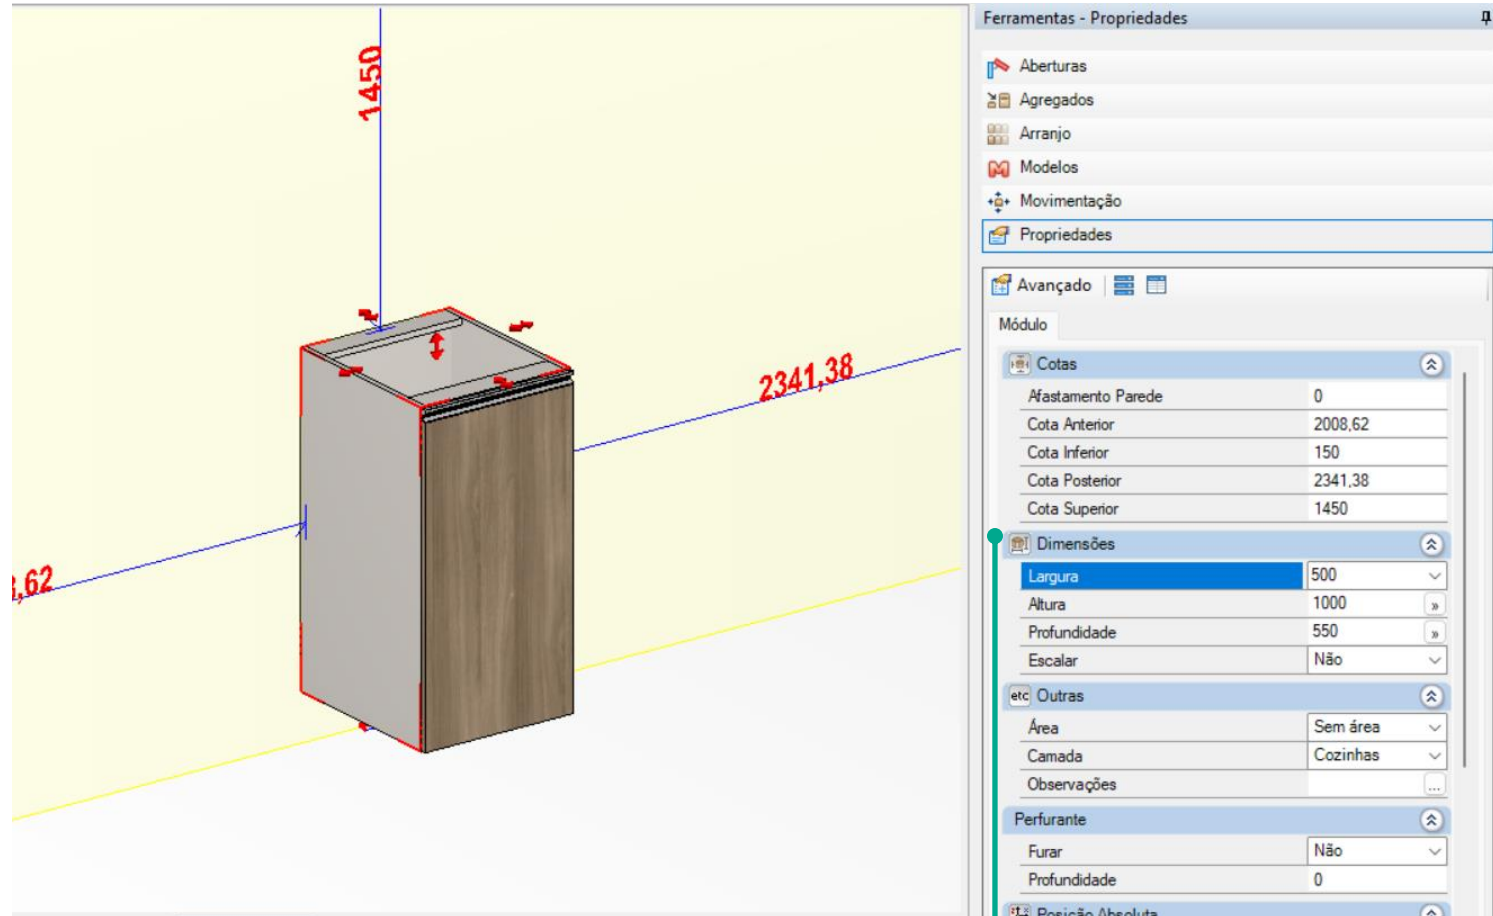 Ferramentas - Propriedades
Aberturas
Agregados
Arranjo
Modelos
Movimentação
Propriedades
Avançado
Módulo
Cotas
Afastamento Parede 0
Cota Anterior 2008,62
Cota Inferior 150
Cota Posterior 2341,38
Cota Superior 1450
Dimensões
Largura 500
Altura 1000
Profundidade 550
Escalar Não
etc Outras
Área Sem área
Camada Cozinhas
Observações ...
Perfurante
Furar Não
Profundidade 0
Posição Absoluta
1450
2341,38
,62